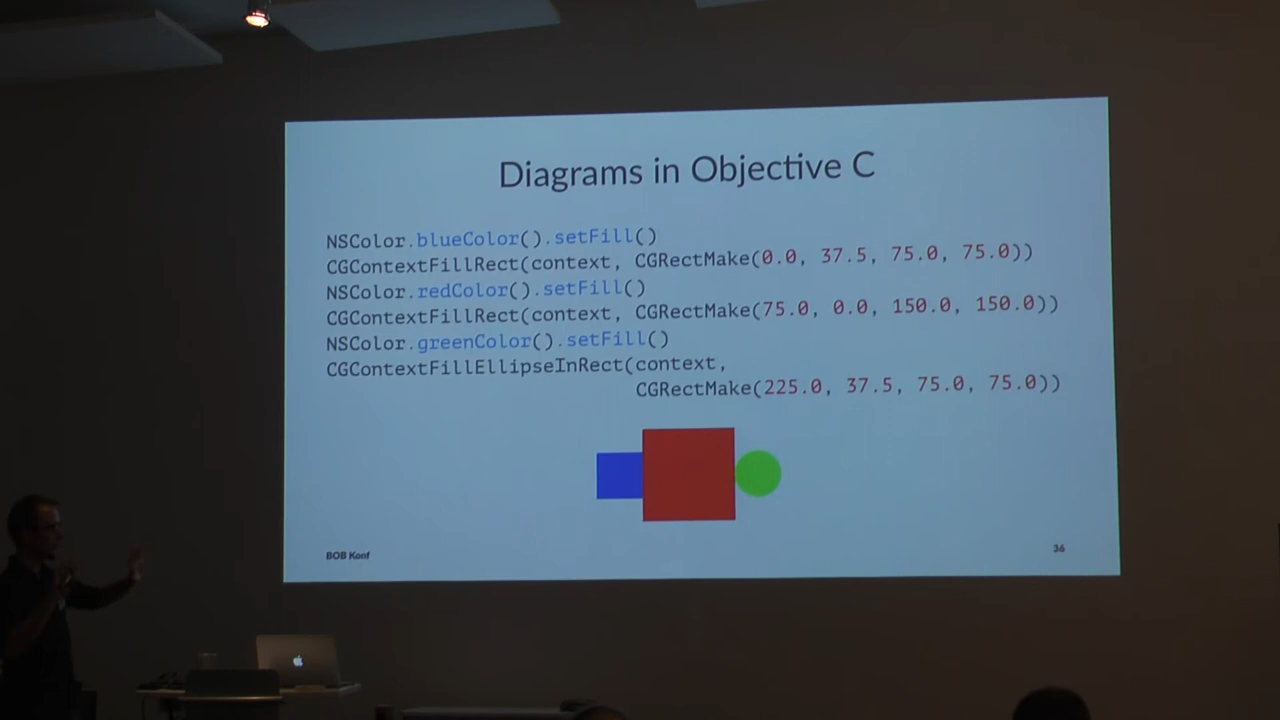 Diagrams in Objective C
NSColor.blueColor().setFill()
CGContextFillRect(context, CGRectMake(0.0, 37.5, 75.0, 75.0))
NSColor.redColor().setFill()
CGContextFillRect(context, CGRectMake(75.0, 0.0, 150.0, 150.0))
NSColor.greenColor().setFill()
CGContextFillEllipseInRect(context,
CGRectMake(225.0, 37.5, 75.0, 75.0))
BOB Konf
36